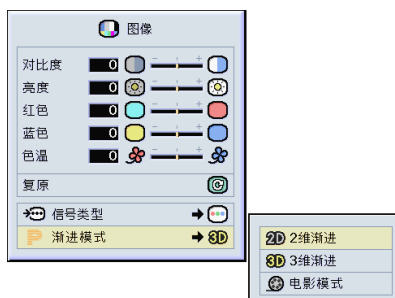 图像
对比度 0
亮度 0
红色 0
蓝色 0
色温 0
复原
信号类型
P 渐进模式 3D
2D 2维渐进
3D 3维渐进
电影模式